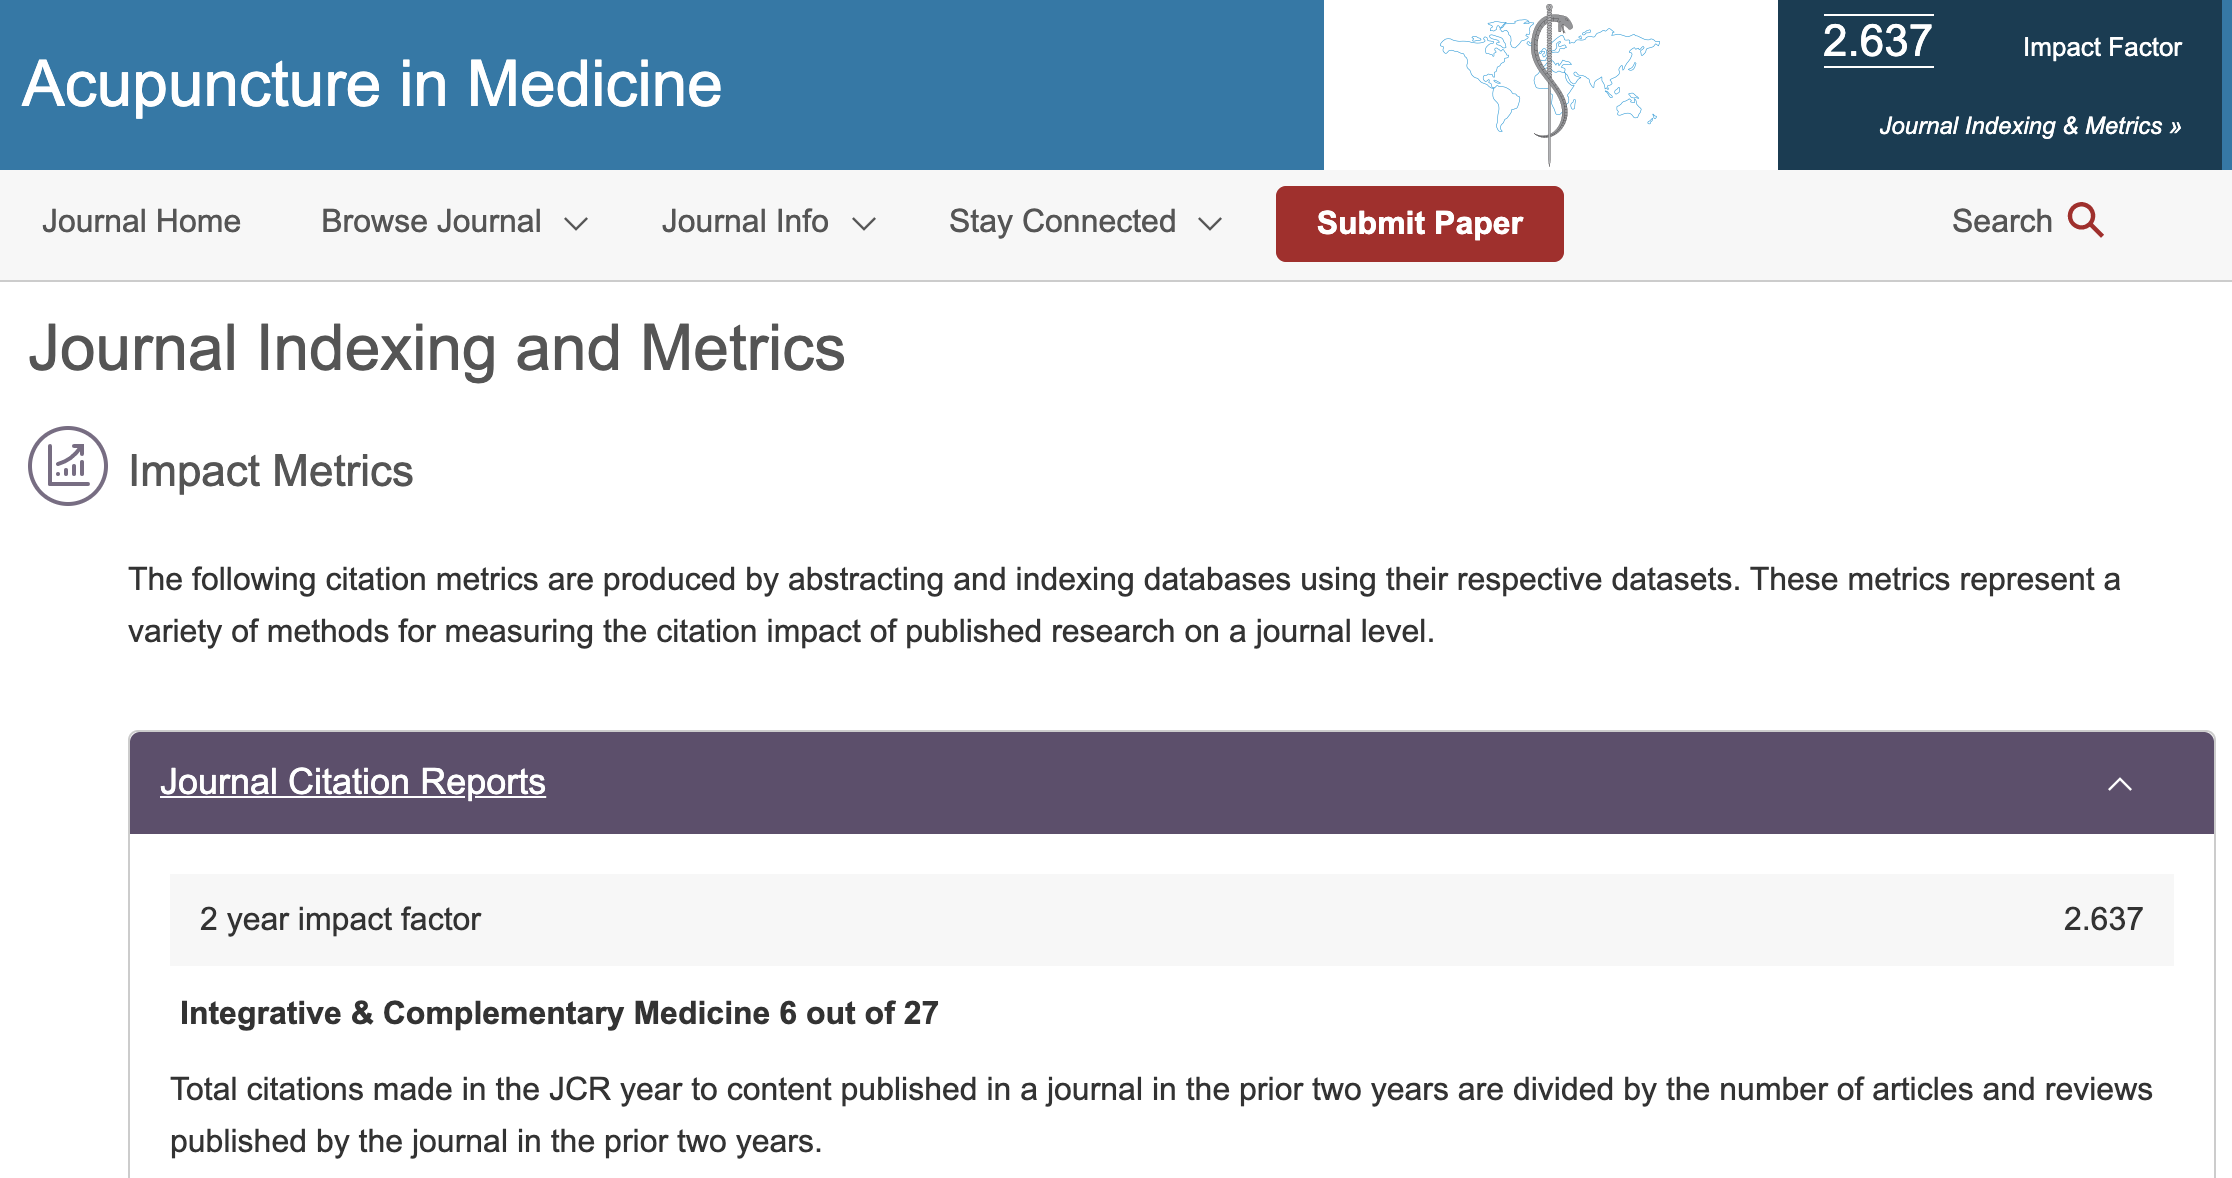 Acupuncture in Medicine
2.637
Impact Factor
Journal Indexing & Metrics »
Journal Home
Browse Journal
Journal Info
Stay Connected
Submit Paper
Search
Journal Indexing and Metrics
Impact Metrics
The following citation metrics are produced by abstracting and indexing databases using their respective datasets. These metrics represent a
variety of methods for measuring the citation impact of published research on a journal level.
Journal Citation Reports
2 year impact factor
2.637
Integrative & Complementary Medicine 6 out of 27
Total citations made in the JCR year to content published in a journal in the prior two years are divided by the number of articles and reviews
published by the journal in the prior two years.